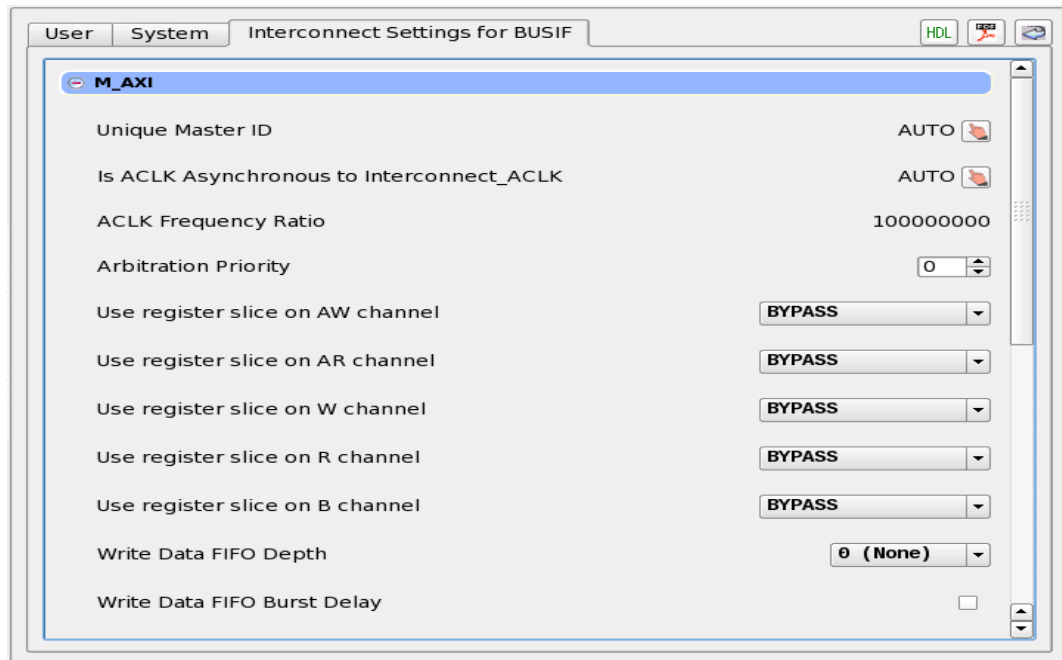 User System Interconnect Settings for BUSIF HDL PDF
M_AXI
Unique Master ID AUTO
Is ACLK Asynchronous to Interconnect_ACLK AUTO
ACLK Frequency Ratio 100000000
Arbitration Priority 0
Use register slice on AW channel BYPASS
Use register slice on AR channel BYPASS
Use register slice on W channel BYPASS
Use register slice on R channel BYPASS
Use register slice on B channel BYPASS
Write Data FIFO Depth 0 (None)
Write Data FIFO Burst Delay